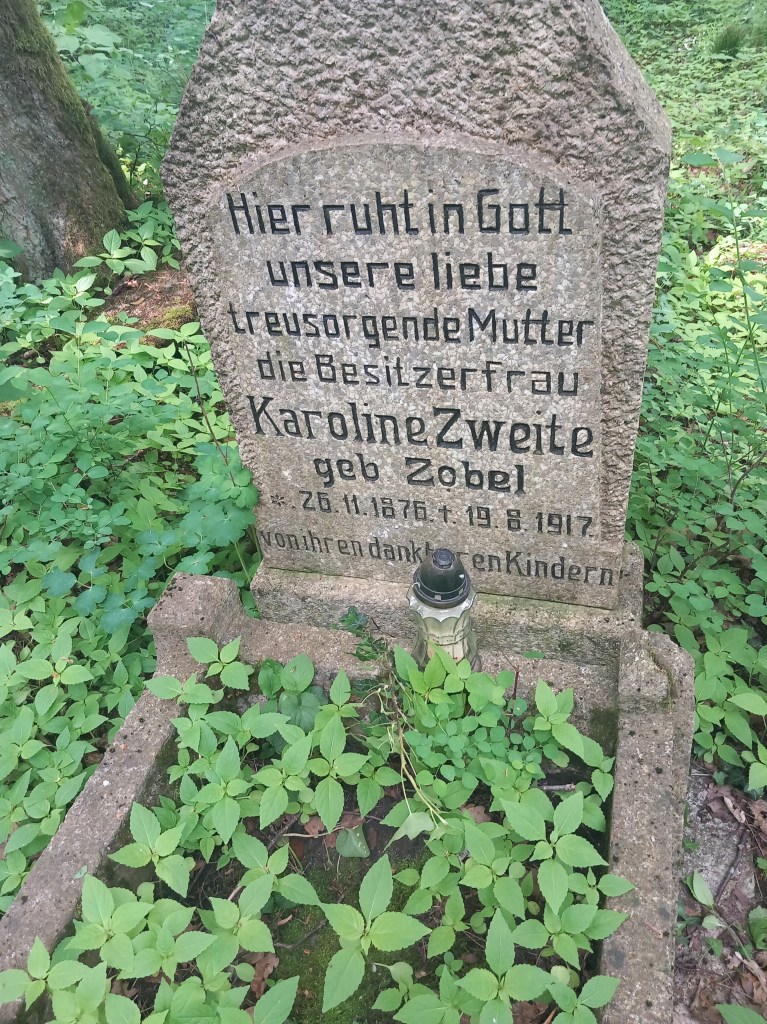 Hier ruht in Gott
unsere liebe
treusorgende Mutter
die Besitzerfrau
Karoline Zweite
geb Zobel
*. 26. 11. 1876. †. 19. 8. 1917.
von ihren dankbaren Kindern